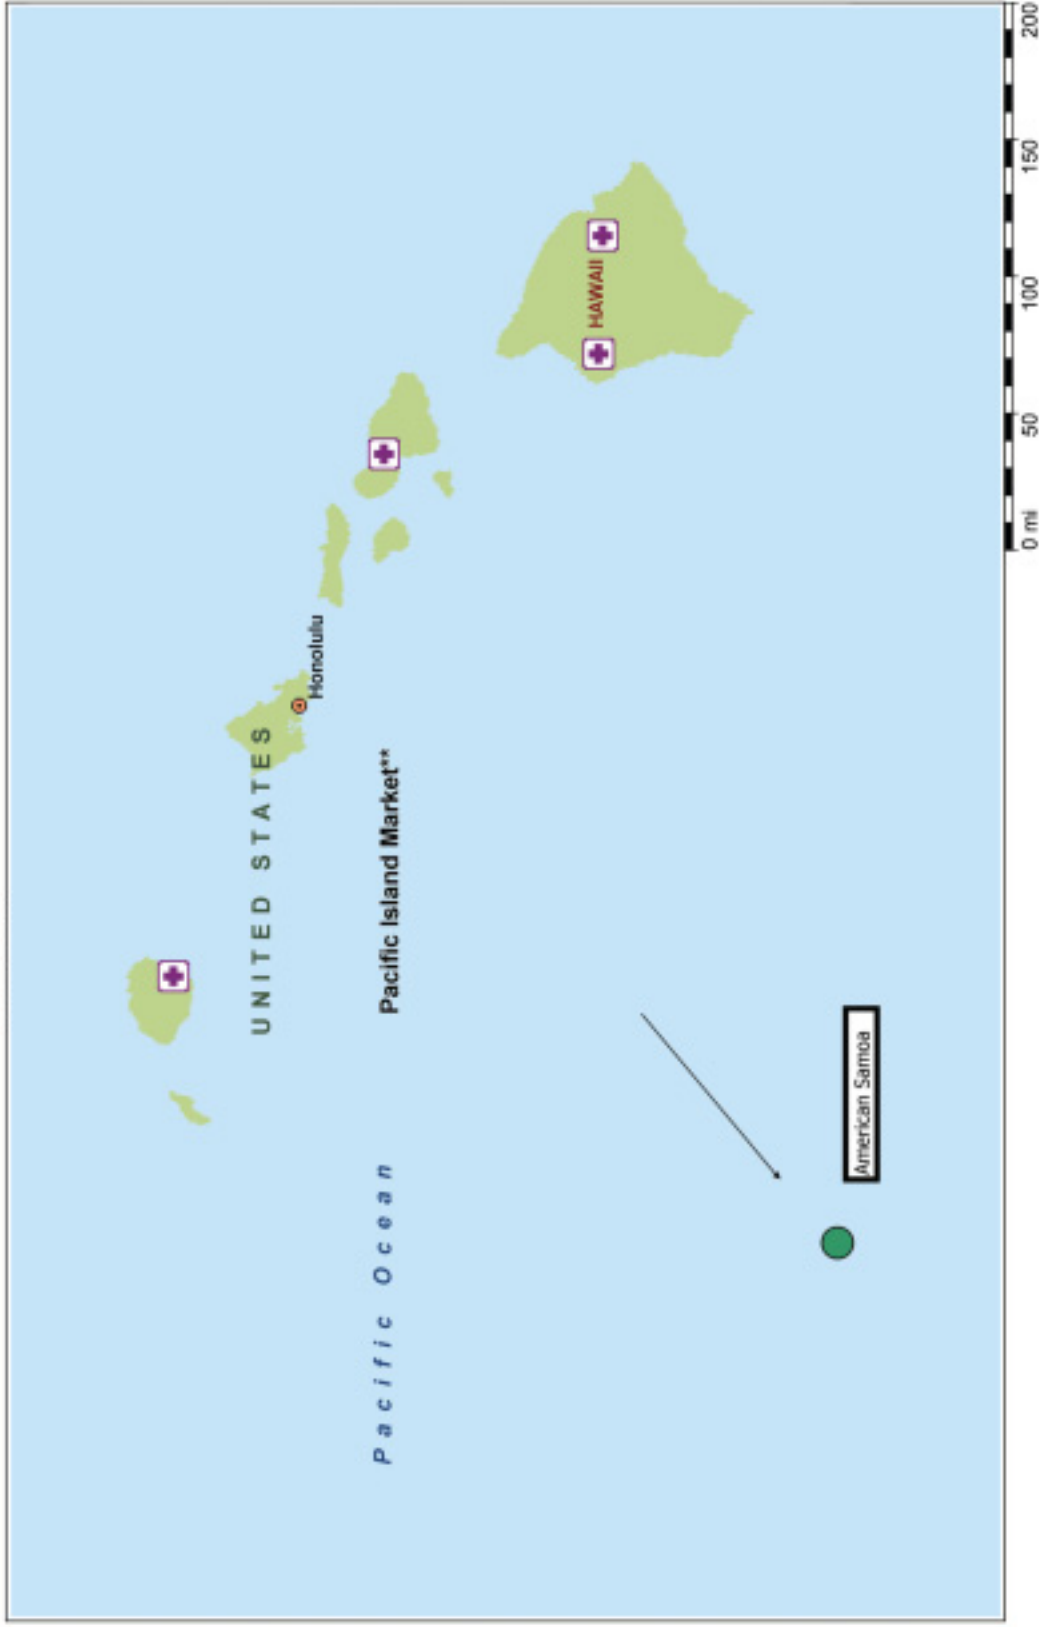 UNITED STATES
Honolulu
Pacific Island Market**
HAWAII
Pacific Ocean
American Samoa
0 mi 50 100 150 200